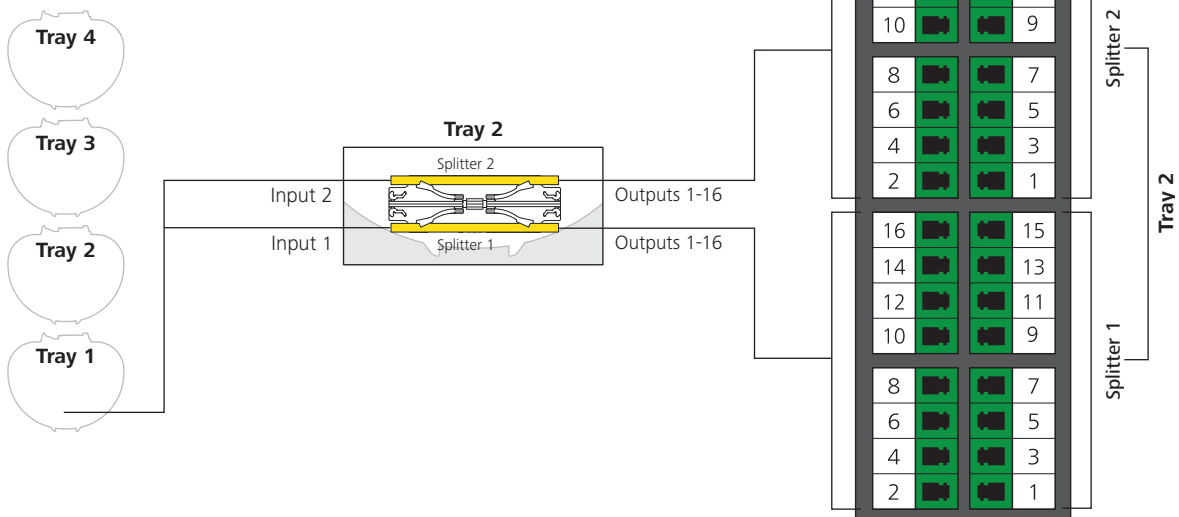 Tray 4
Tray 3
Tray 2
Tray 1
Tray 2
Splitter 2
Input 2
Outputs 1-16
Input 1
Splitter 1
Outputs 1-16
10 9
8 7
6 5
4 3
2 1
16 15
14 13
12 11
10 9
8 7
6 5
4 3
2 1
Splitter 2
Splitter 1
Tray 2